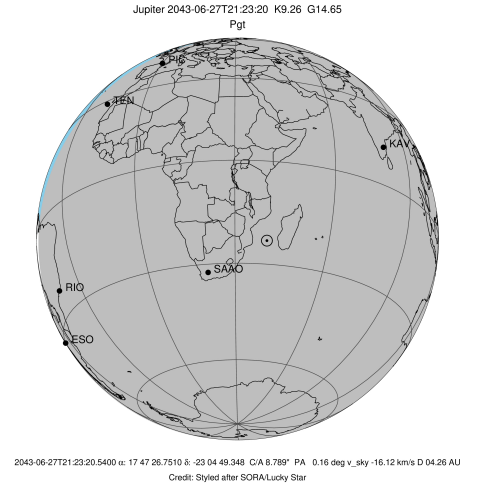 Jupiter 2043-06-27T21:23:20 K9.26 G14.65
Pgt
PIC
TEN
KAV
SAAO
RIO
ESO
2043-06-27T21:23:20.5400 α: 17 47 26.7510 δ: -23 04 49.348 C/A 8.789" PA 0.16 deg v_sky -16.12 km/s D 04.26 AU
Credit: Styled after SORA/Lucky Star